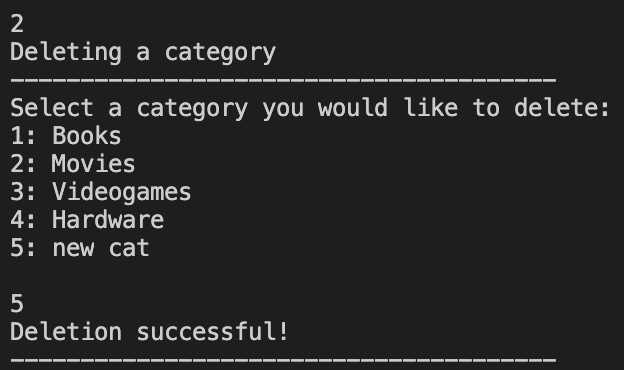 2
Deleting a category
---------------------------------------
Select a category you would like to delete:
1: Books
2: Movies
3: Videogames
4: Hardware
5: new cat

5
Deletion successful!
---------------------------------------